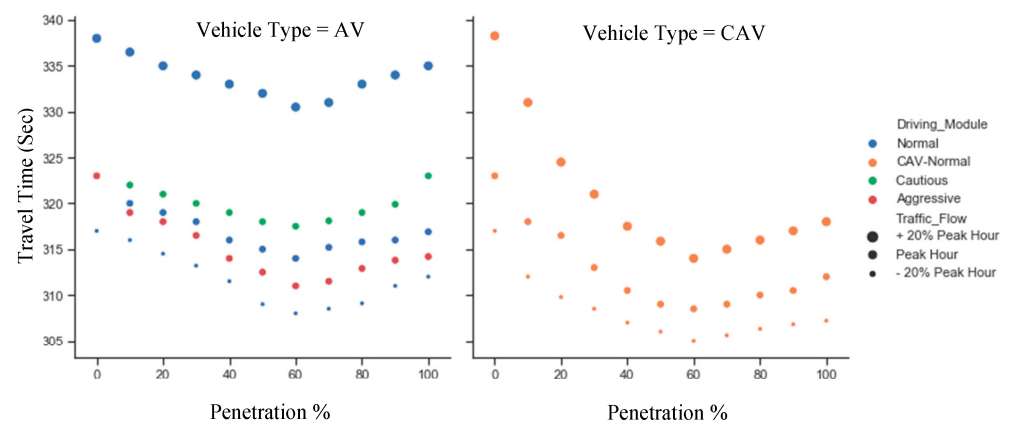 Vehicle Type = AV
Vehicle Type = CAV
Travel Time (Sec)
340
335
330
325
320
315
310
305
0 20 40 60 80 100
0 20 40 60 80 100
Penetration %
Penetration %
Driving_Module
Normal
CAV-Normal
Cautious
Aggressive
Traffic_Flow
+ 20% Peak Hour
Peak Hour
- 20% Peak Hour